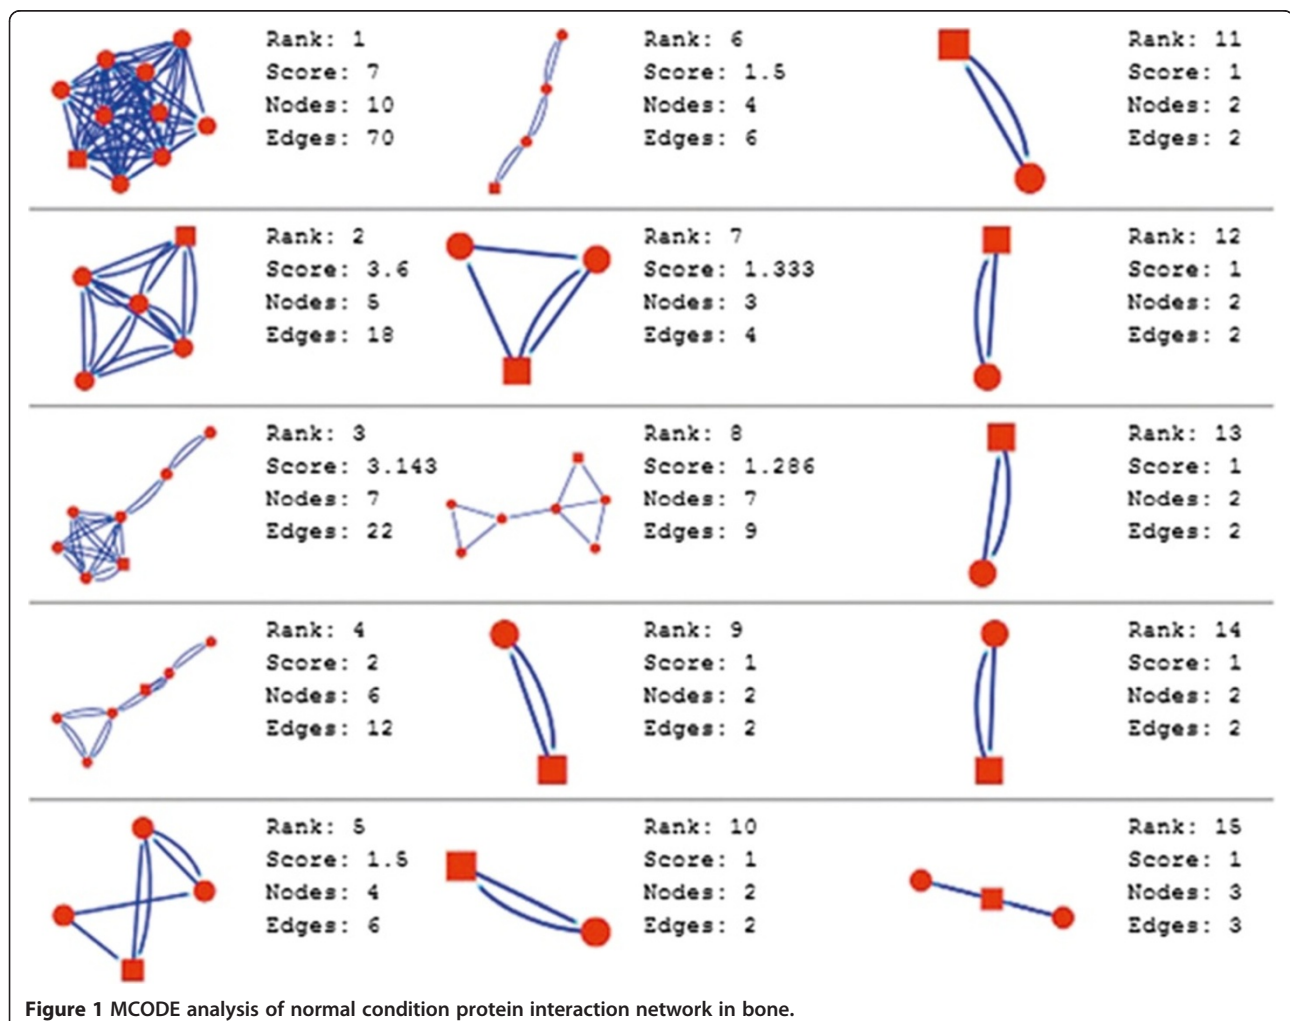 Rank: 1
Score: 7
Nodes: 10
Edges: 70
Rank: 6
Score: 1.5
Nodes: 4
Edges: 6
Rank: 11
Score: 1
Nodes: 2
Edges: 2
Rank: 2
Score: 3.6
Nodes: 5
Edges: 18
Rank: 7
Score: 1.333
Nodes: 3
Edges: 4
Rank: 12
Score: 1
Nodes: 2
Edges: 2
Rank: 3
Score: 3.143
Nodes: 7
Edges: 22
Rank: 8
Score: 1.286
Nodes: 7
Edges: 9
Rank: 13
Score: 1
Nodes: 2
Edges: 2
Rank: 4
Score: 2
Nodes: 6
Edges: 12
Rank: 9
Score: 1
Nodes: 2
Edges: 2
Rank: 14
Score: 1
Nodes: 2
Edges: 2
Rank: 5
Score: 1.5
Nodes: 4
Edges: 6
Rank: 10
Score: 1
Nodes: 2
Edges: 2
Rank: 15
Score: 1
Nodes: 3
Edges: 3
Figure 1 MCODE analysis of normal condition protein interaction network in bone.